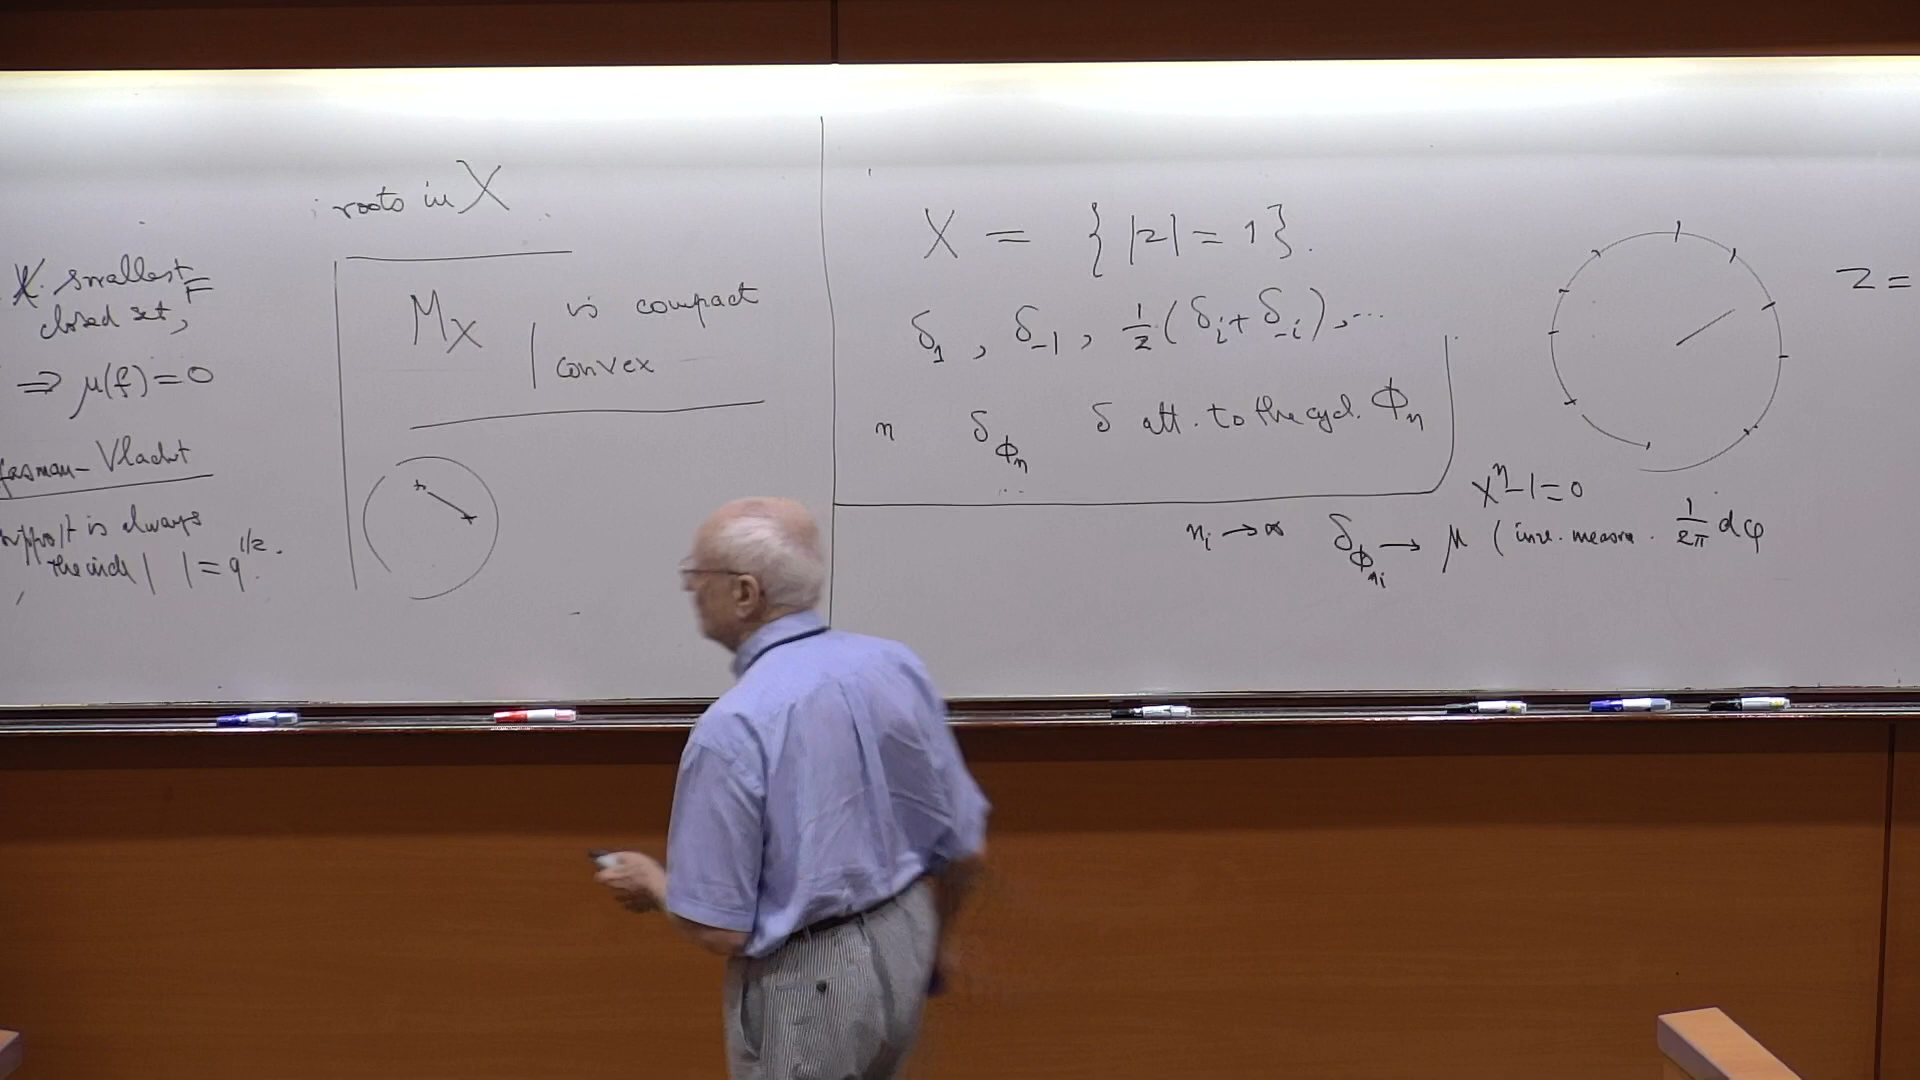 roots in X
X smallest
closed set, F
⇒ μ(f)=0
Vladut
support is always
the circle | | = q^{1/2}.
M_X | is compact
convex
X = { |z| = 1 }.
δ_1 , δ_{-1} , 1/2 (δ_i + δ_{-i}) , ...
n δ_{Φ_n} δ att. to the cycl. Φ_n
...
x^n-1=0
n_i → ∞ δ_{Φ_{n_i}} → μ ( inv. measure . 1/2π dφ
Z =